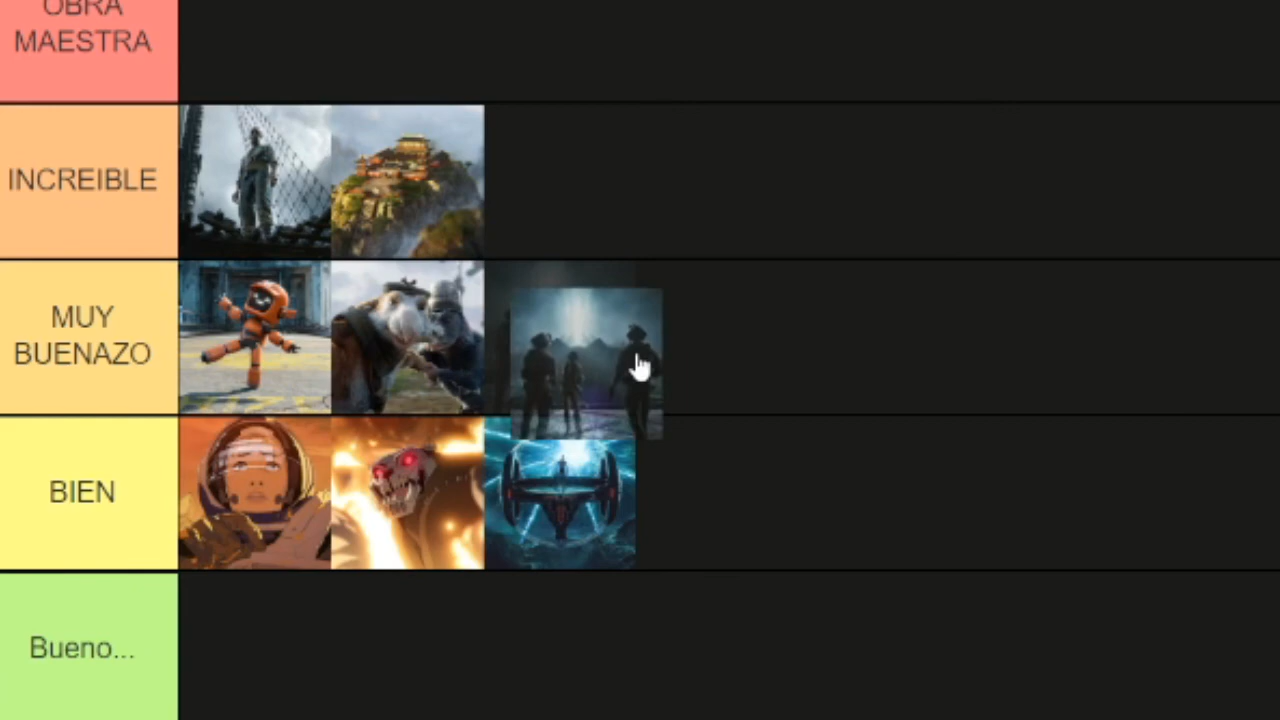 OBRA
MAESTRA
INCREIBLE
MUY
BUENAZO
BIEN
Bueno...